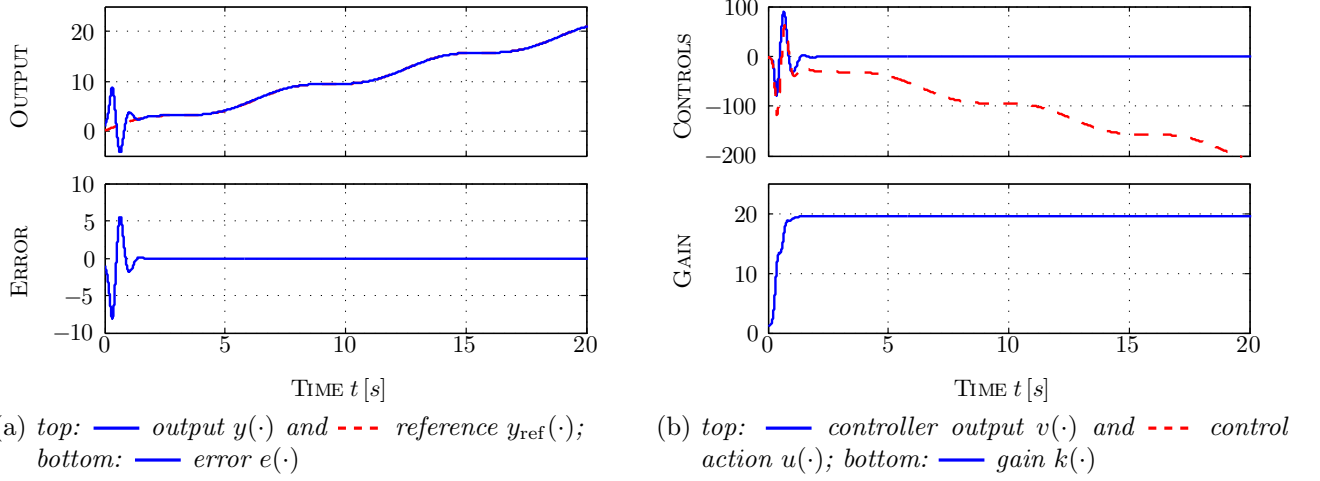 20
10
0
OUTPUT
10
5
0
−5
−10
ERROR
0 5 10 15 20
TIME t [s]
100
0
−100
−200
CONTROLS
20
10
0
GAIN
0 5 10 15 20
TIME t [s]
a) top: output y(·) and reference yref(·);
bottom: error e(·)
(b) top: controller output v(·) and control
action u(·); bottom: gain k(·)